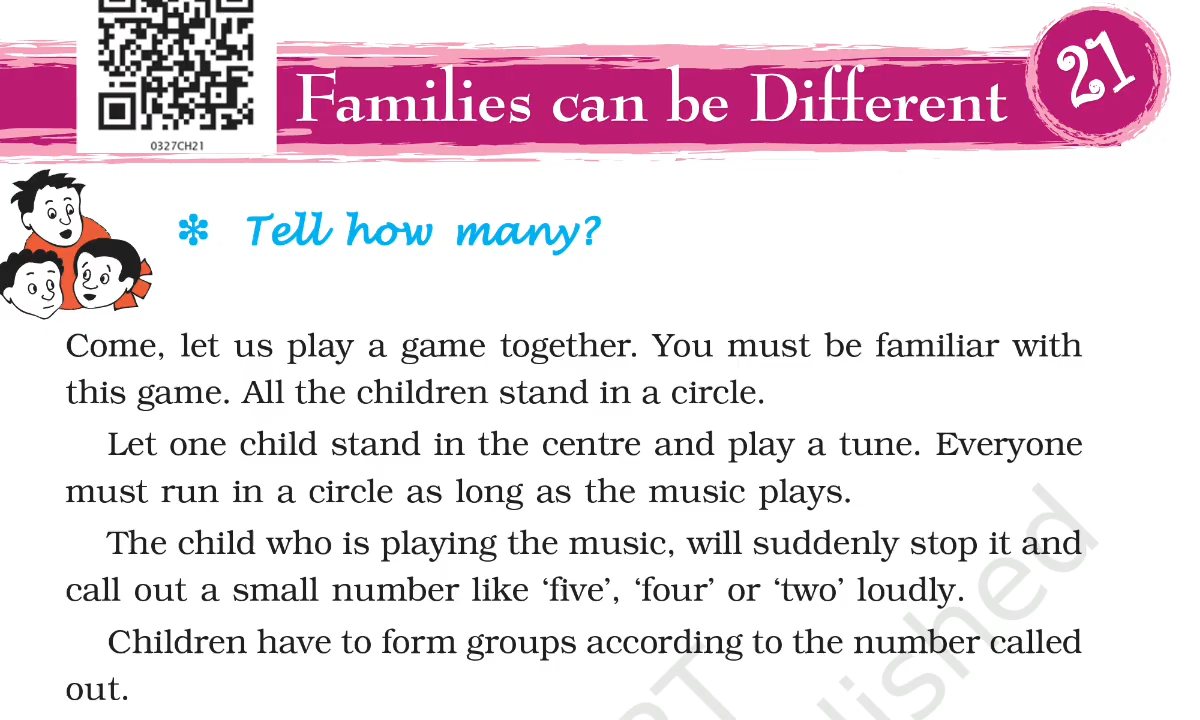 0327CH21
Families can be Different
21
Tell how many?
Come, let us play a game together. You must be familiar with
this game. All the children stand in a circle.
Let one child stand in the centre and play a tune. Everyone
must run in a circle as long as the music plays.
The child who is playing the music, will suddenly stop it and
call out a small number like ‘five’, ‘four’ or ‘two’ loudly.
Children have to form groups according to the number called
out.